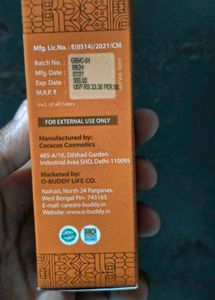 Mfg. Lic.No. : E(0514)/2021/CM
Batch No. : OBVC-01
Mfg. Date : 08/24
Exp. Date : 07/27
M.R.P ₹ : 999.00
USP RS.33.30 PER ML
Incl. of all taxes
FOR EXTERNAL USE ONLY
Manufactured by:
Ceracos Cosmetics
485-A/16, Dilshad Garden
Industrial Area SHD, Delhi-110095
Marketed by:
O-BUDDY LIFE CO.
Naihati, North 24 Parganas,
West Bengal Pin- 743165
E-mail: care@o-buddy.in
Website: www.o-buddy.in